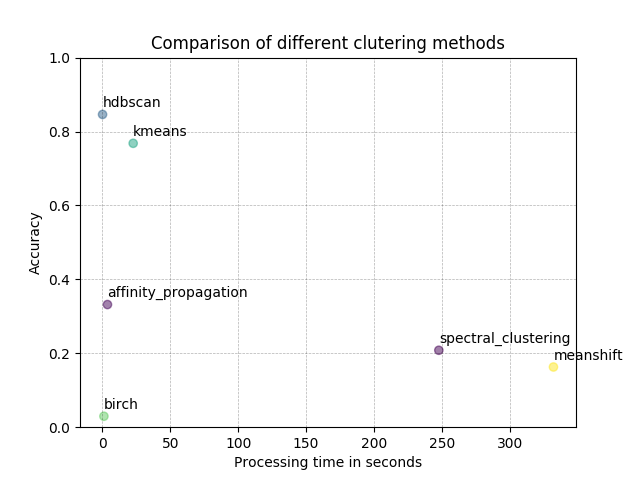 Comparison of different clutering methods
1.0
0.8
0.6
0.4
0.2
0.0
Accuracy
hdbscan
kmeans
affinity_propagation
spectral_clustering
meanshift
birch
0 50 100 150 200 250 300
Processing time in seconds